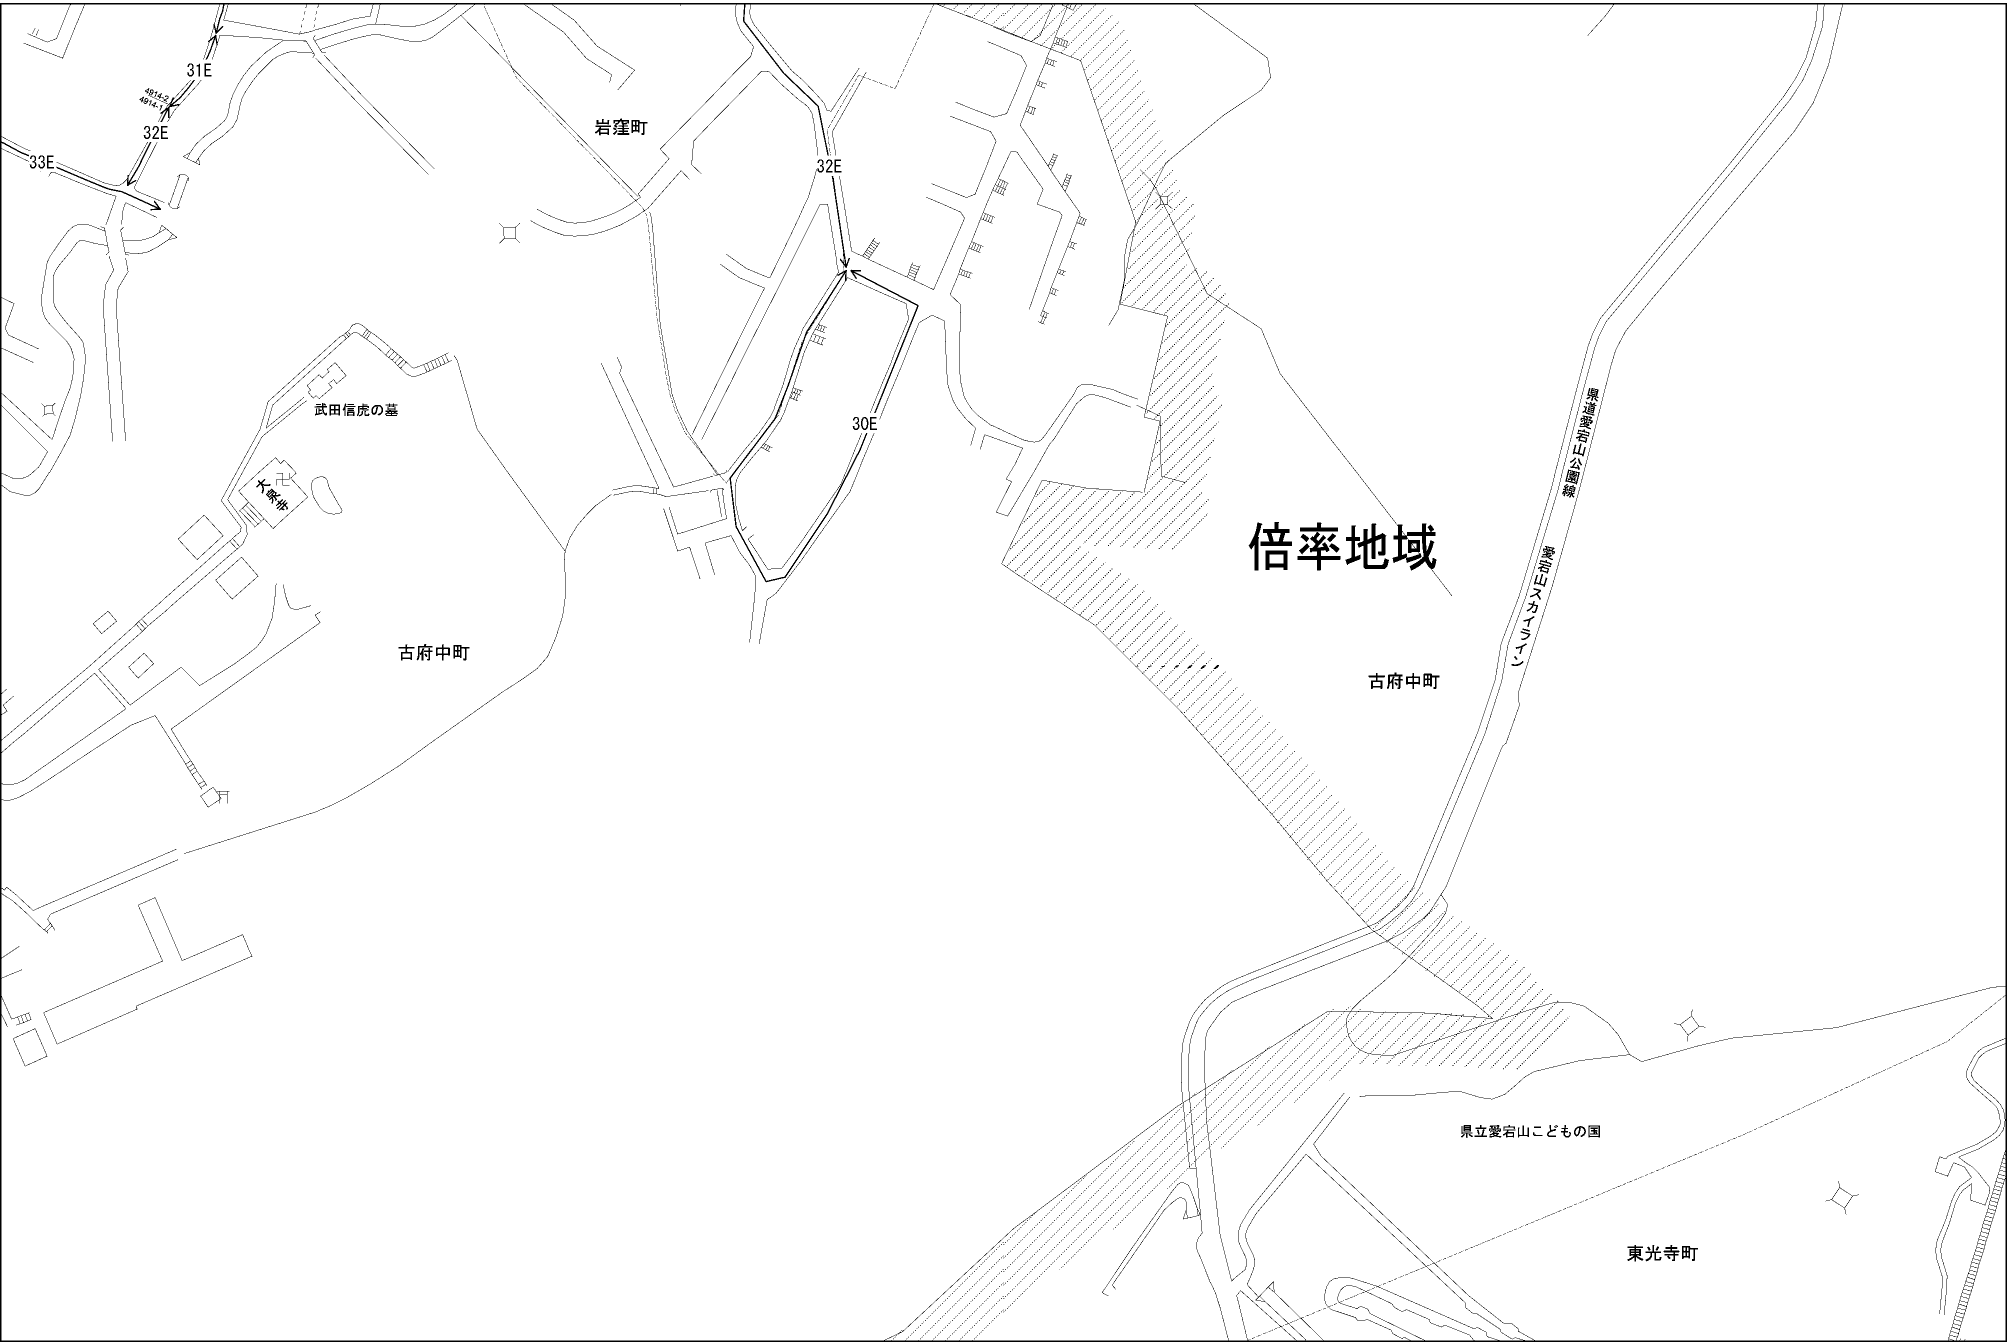 31E
4914-2
4914-1
32E
33E
岩窪町
32E
武田信虎の墓
30E
県道愛宕山公園線
大泉寺
倍率地域
愛宕山スカイライン
古府中町
古府中町
県立愛宕山こどもの国
東光寺町